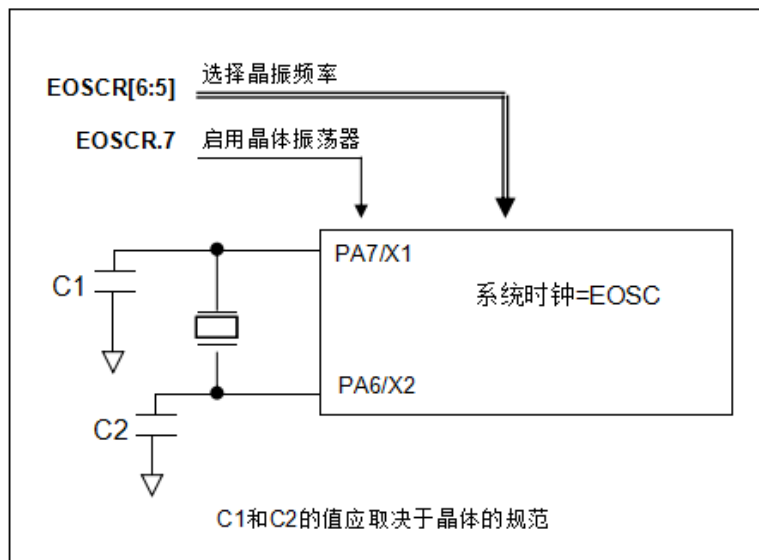 EOSCR[6:5] 选择晶振频率
EOSCR.7 启用晶体振荡器
PA7/X1
C1
系统时钟=EOSC
PA6/X2
C2
C1和C2的值应取决于晶体的规范